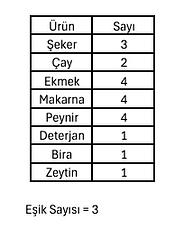 Ürün Sayı
Şeker 3
Çay 2
Ekmek 4
Makarna 4
Peynir 4
Deterjan 1
Bira 1
Zeytin 1
Eşik Sayısı = 3